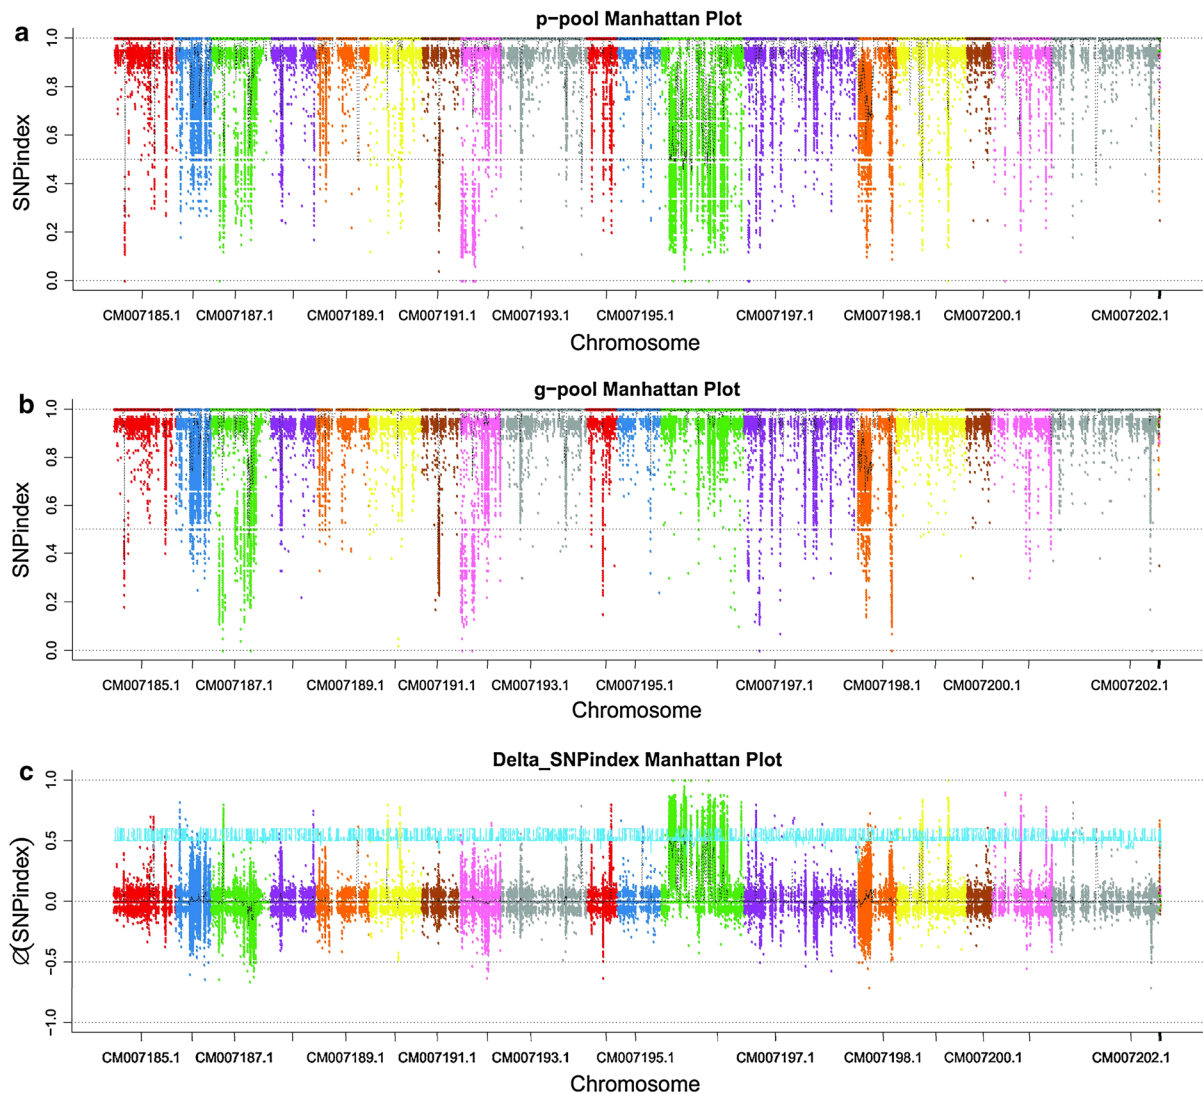 p-pool Manhattan Plot
a
SNPindex
1.0
0.8
0.6
0.4
0.2
0.0
CM007185.1 CM007187.1 CM007189.1 CM007191.1 CM007193.1 CM007195.1 CM007197.1 CM007198.1 CM007200.1 CM007202.1
Chromosome
g-pool Manhattan Plot
b
SNPindex
1.0
0.8
0.6
0.4
0.2
0.0
CM007185.1 CM007187.1 CM007189.1 CM007191.1 CM007193.1 CM007195.1 CM007197.1 CM007198.1 CM007200.1 CM007202.1
Chromosome
Delta_SNPindex Manhattan Plot
c
Ø(SNPindex)
1.0
0.5
0.0
-0.5
-1.0
CM007185.1 CM007187.1 CM007189.1 CM007191.1 CM007193.1 CM007195.1 CM007197.1 CM007198.1 CM007200.1 CM007202.1
Chromosome